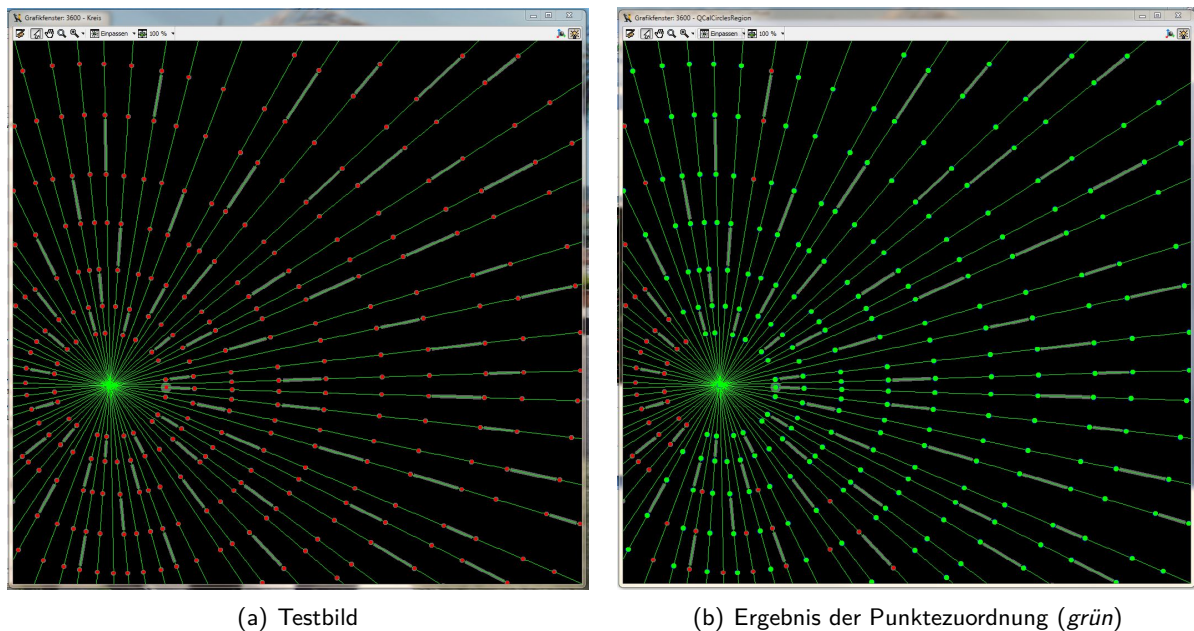 Grafikfenster: 3600 - Kreis
Einpassen 100 %
Grafikfenster: 3600 - QCalCirclesRegion
Einpassen 100 %
(a) Testbild
(b) Ergebnis der Punktezuordnung (grün)